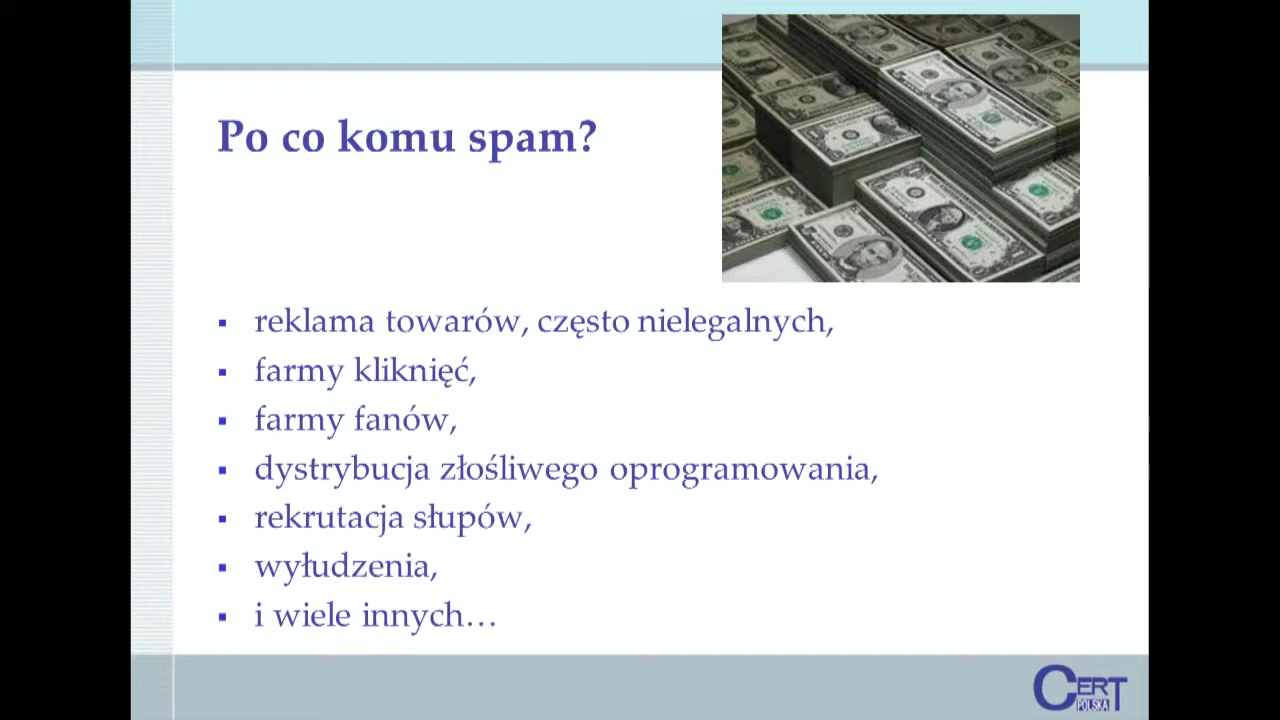 Po co komu spam?
reklama towarów, często nielegalnych,
farmy kliknięć,
farmy fanów,
dystrybucja złośliwego oprogramowania,
rekrutacja słupów,
wyłudzenia,
i wiele innych…
CERT
POLSKA